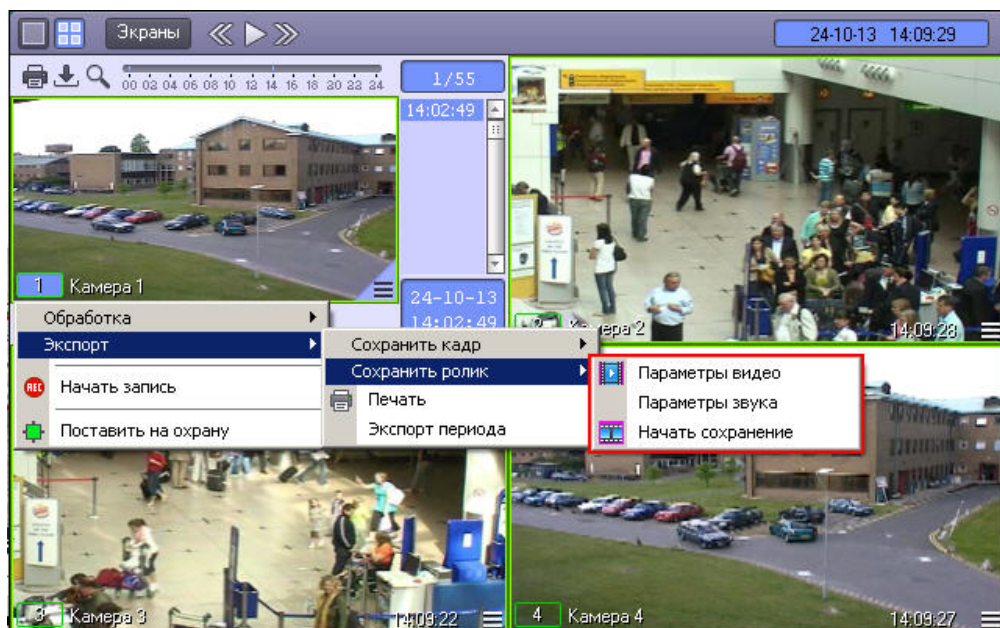 Экраны
24-10-13 14:09:29
00 02 04 06 08 10 12 14 16 18 20 22 24
1/55
14:02:49
1 Камера 1
24-10-13
14:02:49
2 Камера 2
14:09:28
Обработка
Экспорт
REC Начать запись
Поставить на охрану
Сохранить кадр
Сохранить ролик
Печать
Экспорт периода
Параметры видео
Параметры звука
Начать сохранение
3 Камера 3
14:09:22
4 Камера 4
14:09:27